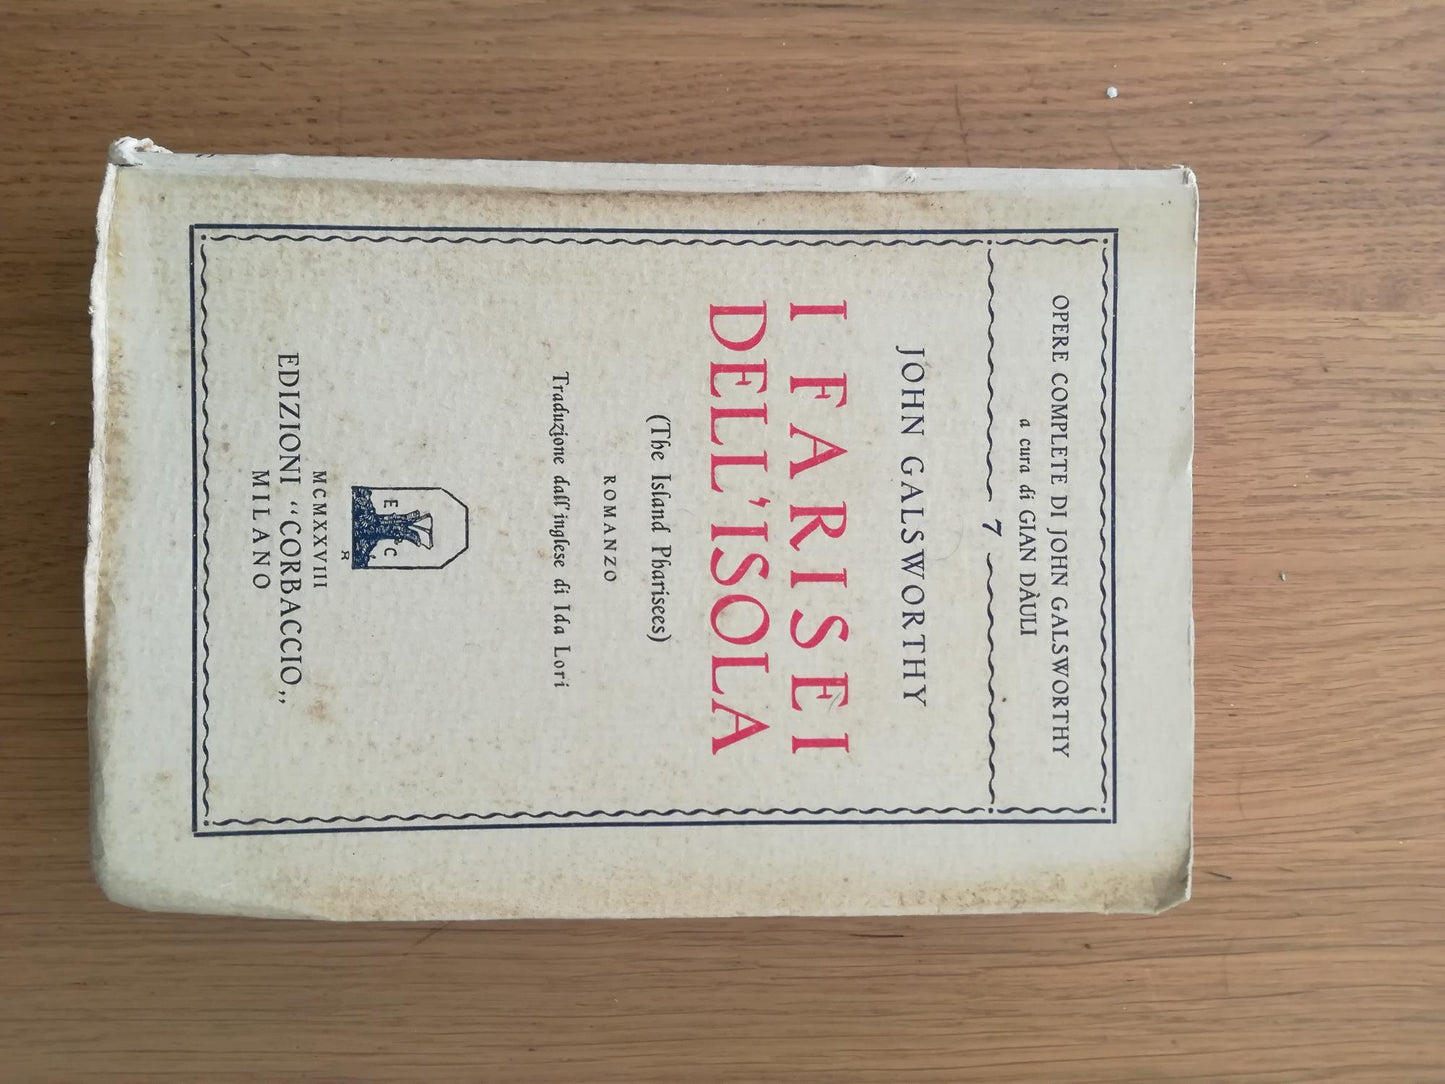 OPERE COMPLETE DI JOHN GALSWORTHY
a cura di GIAN DÀULI
7
JOHN GALSWORTHY
I FARISEI
DELL'ISOLA
(The Island Pharisees)
ROMANZO
Traduzione dall'inglese di Ida Lori
E C
R
MCMXXVIII
EDIZIONI “CORBACCIO„
MILANO